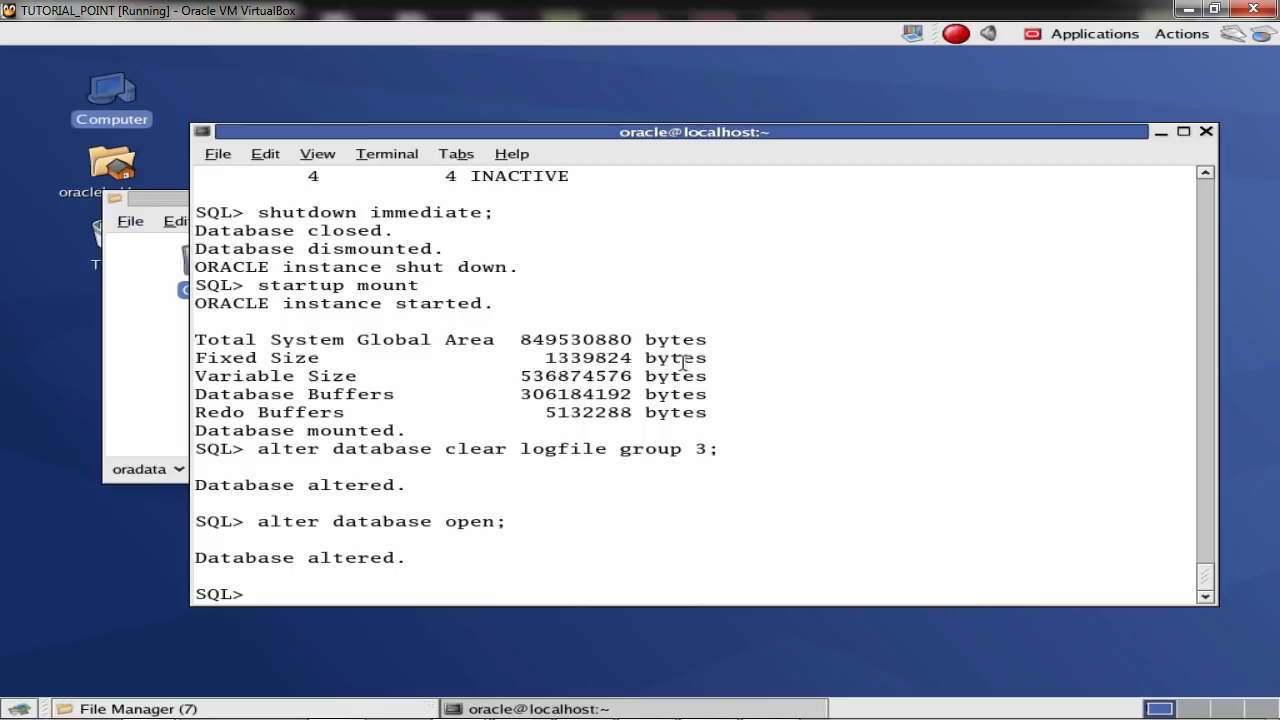 TUTORIAL_POINT [Running] - Oracle VM VirtualBox
Applications Actions
Computer
oracle@localhost:~
File Edit View Terminal Tabs Help
4 4 INACTIVE
SQL> shutdown immediate;
Database closed.
Database dismounted.
ORACLE instance shut down.
SQL> startup mount
ORACLE instance started.
Total System Global Area 849530880 bytes
Fixed Size 1339824 bytes
Variable Size 536874576 bytes
Database Buffers 306184192 bytes
Redo Buffers 5132288 bytes
Database mounted.
SQL> alter database clear logfile group 3;
Database altered.
SQL> alter database open;
Database altered.
SQL>
File
oradata
File Manager (7)
oracle@localhost:~